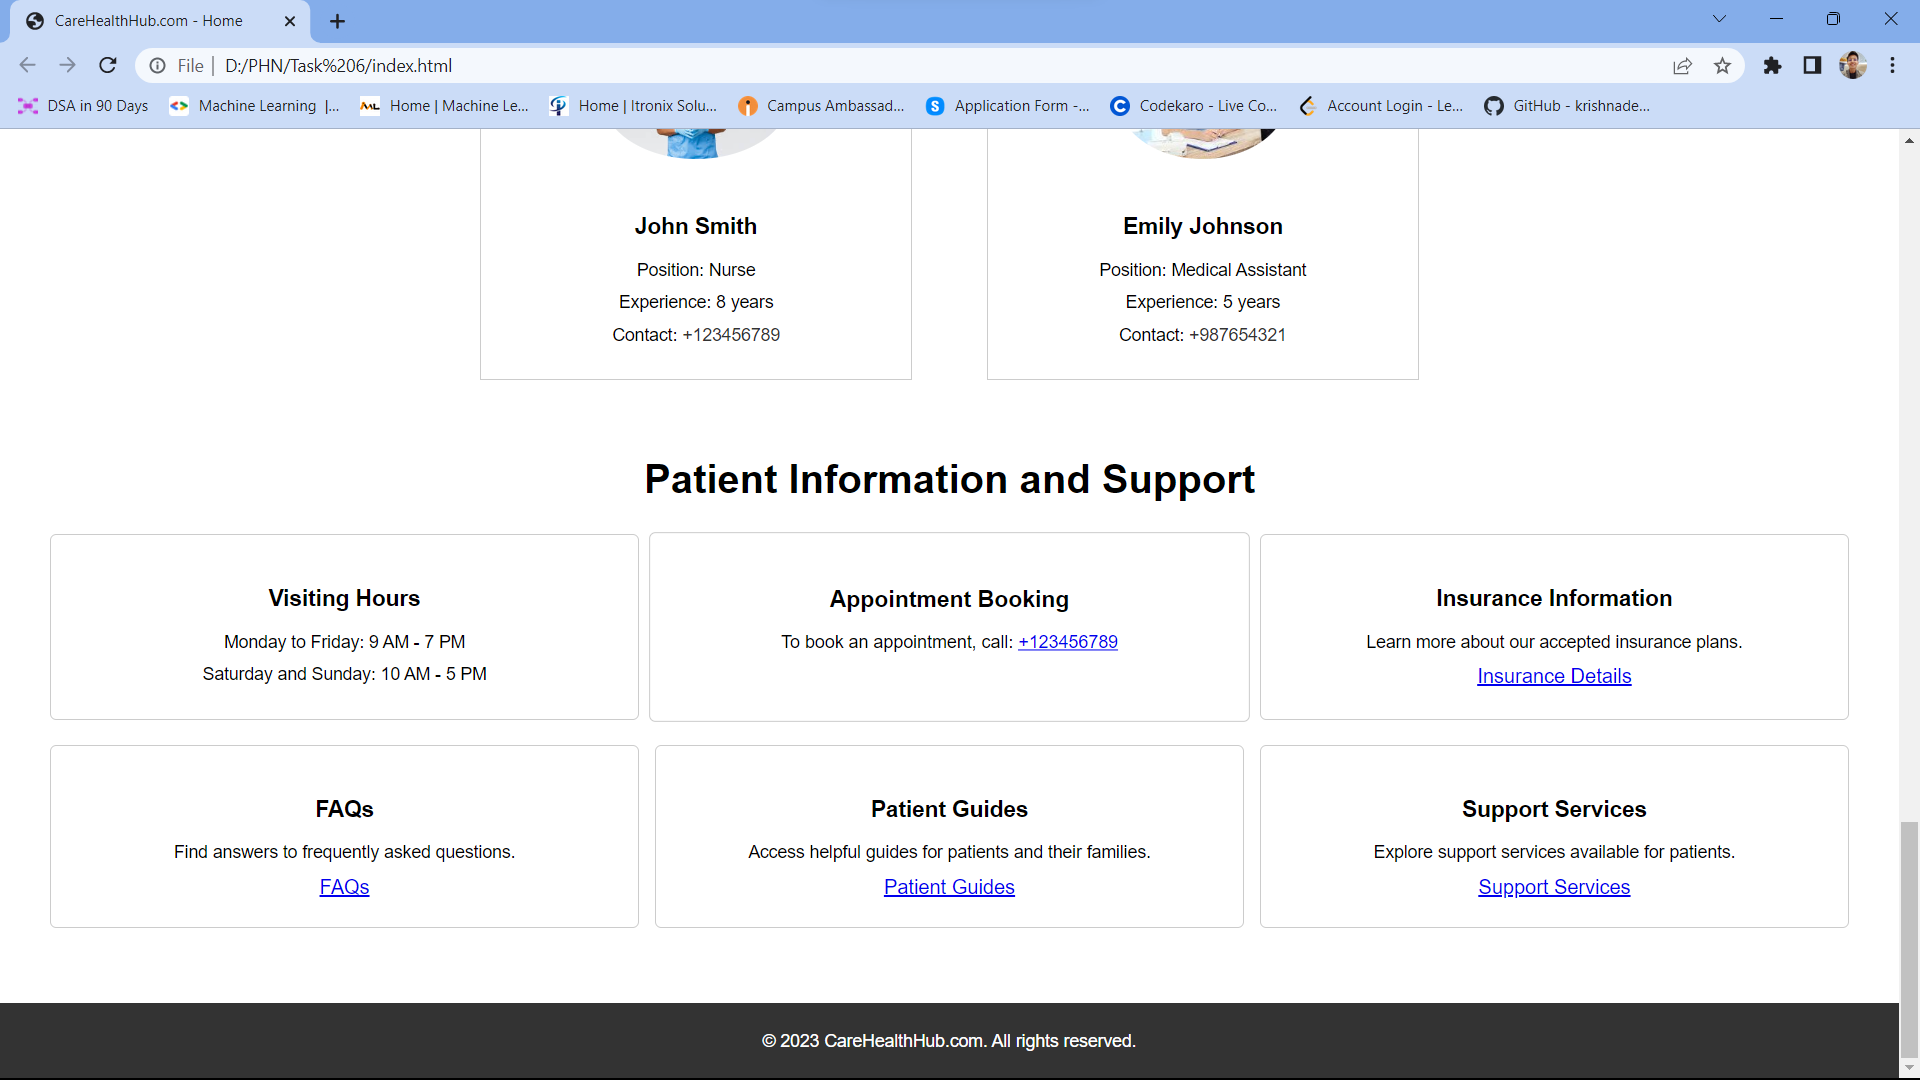 CareHealthHub.com - Home
File | D:/PHN/Task%206/index.html
DSA in 90 Days
Machine Learning |...
Home | Machine Le...
Home | Itronix Solu...
Campus Ambassad...
Application Form -...
Codekaro - Live Co...
Account Login - Le...
GitHub - krishnade...
John Smith
Position: Nurse
Experience: 8 years
Contact: +123456789
Emily Johnson
Position: Medical Assistant
Experience: 5 years
Contact: +987654321
Patient Information and Support
Visiting Hours
Monday to Friday: 9 AM - 7 PM
Saturday and Sunday: 10 AM - 5 PM
Appointment Booking
To book an appointment, call: +123456789
Insurance Information
Learn more about our accepted insurance plans.
Insurance Details
FAQs
Find answers to frequently asked questions.
FAQs
Patient Guides
Access helpful guides for patients and their families.
Patient Guides
Support Services
Explore support services available for patients.
Support Services
© 2023 CareHealthHub.com. All rights reserved.